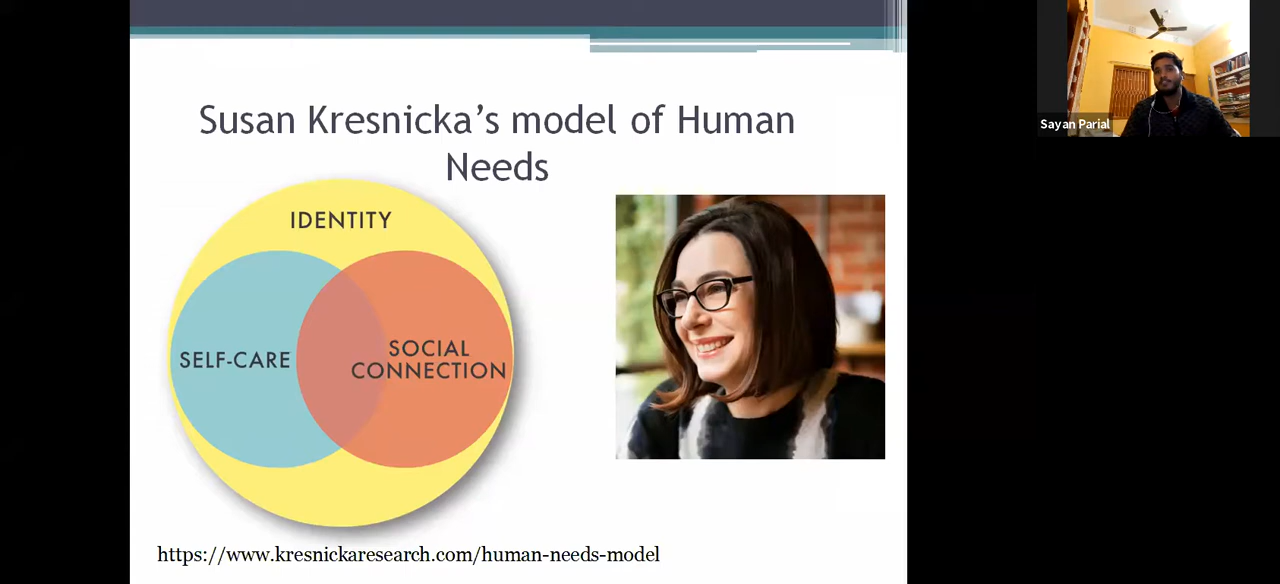 Susan Kresnicka’s model of Human
Needs
IDENTITY
SELF-CARE
SOCIAL
CONNECTION
https://www.kresnickaresearch.com/human-needs-model
Sayan Parial